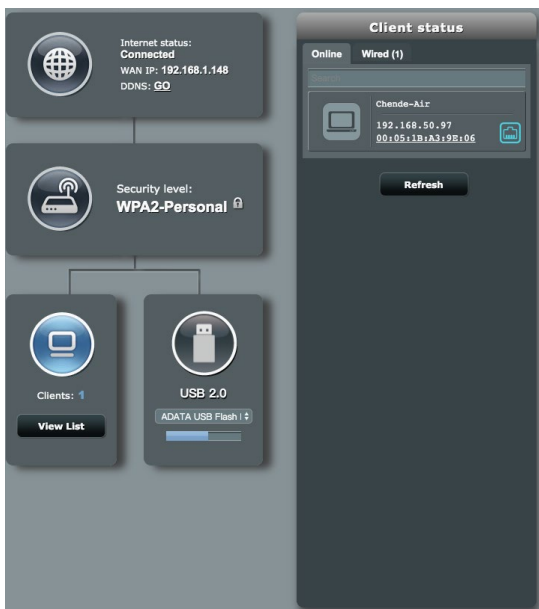 Internet status:
Connected
WAN IP: 192.168.1.148
DDNS: GO
Security level:
WPA2-Personal
Clients: 1
View List
USB 2.0
ADATA USB Flash
Client status
Online Wired (1)
Search
Chende-Air
192.168.50.97
00:05:1B:A3:9E:06
Refresh